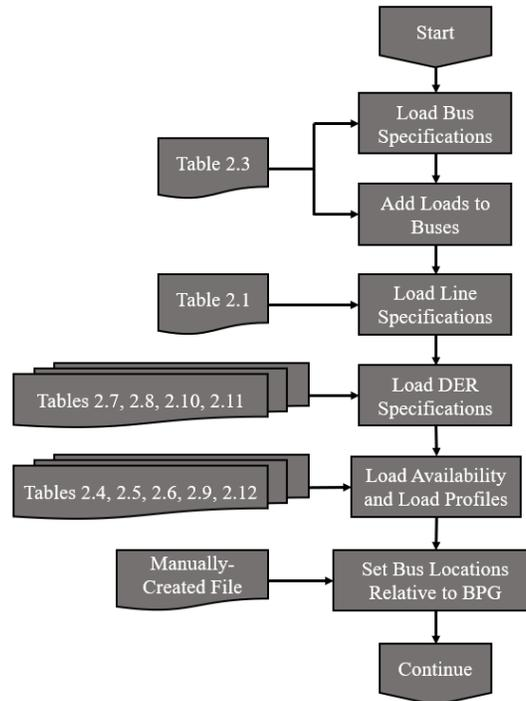 Start
Load Bus
Specifications
Table 2.3
Add Loads to
Buses
Table 2.1
Load Line
Specifications
Tables 2.7, 2.8, 2.10, 2.11
Load DER
Specifications
Tables 2.4, 2.5, 2.6, 2.9, 2.12
Load Availability
and Load Profiles
Manually-
Created File
Set Bus Locations
Relative to BPG
Continue